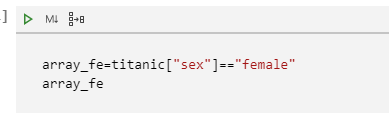 ]
M↓
array_fe=titanic["sex"]=="female"
array_fe